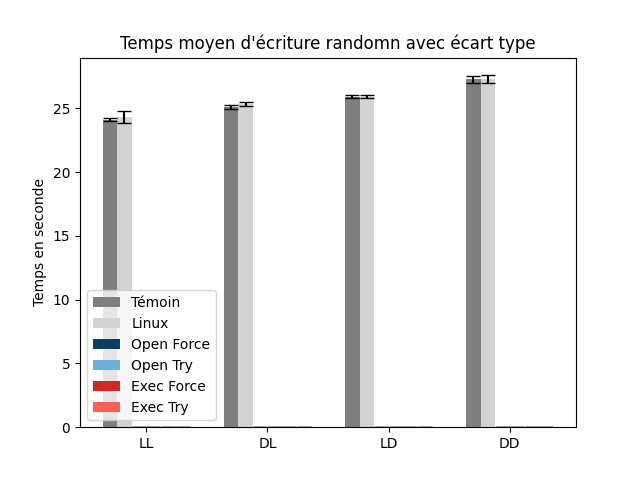 Temps moyen d'écriture randomn avec écart type
Temps en seconde
25
20
15
10
5
0
Témoin
Linux
Open Force
Open Try
Exec Force
Exec Try
LL DL LD DD